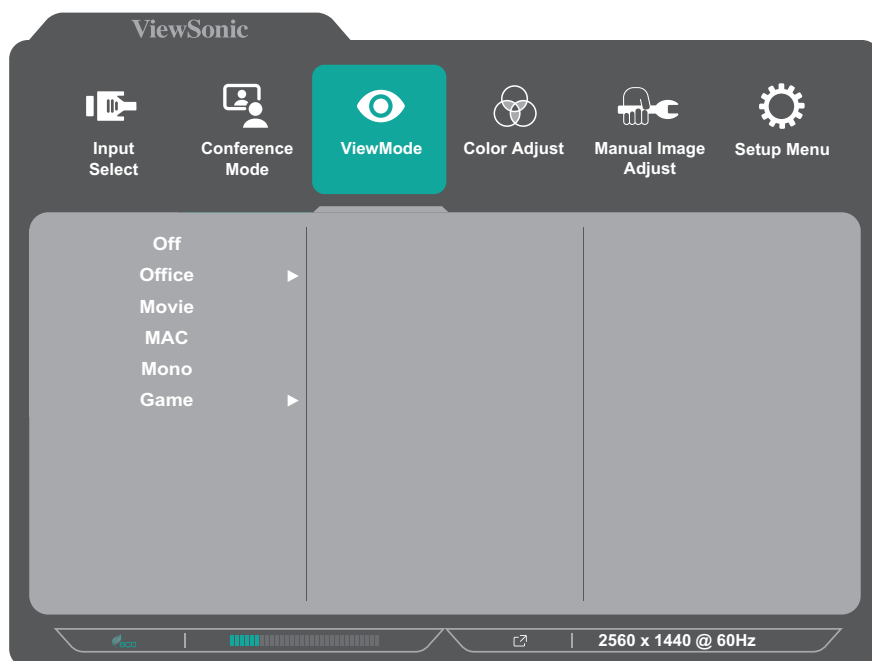 ViewSonic
Input
Select
Conference
Mode
ViewMode
Color Adjust
Manual Image
Adjust
Setup Menu
Off
Office
Movie
MAC
Mono
Game
eco
2560 x 1440 @ 60Hz